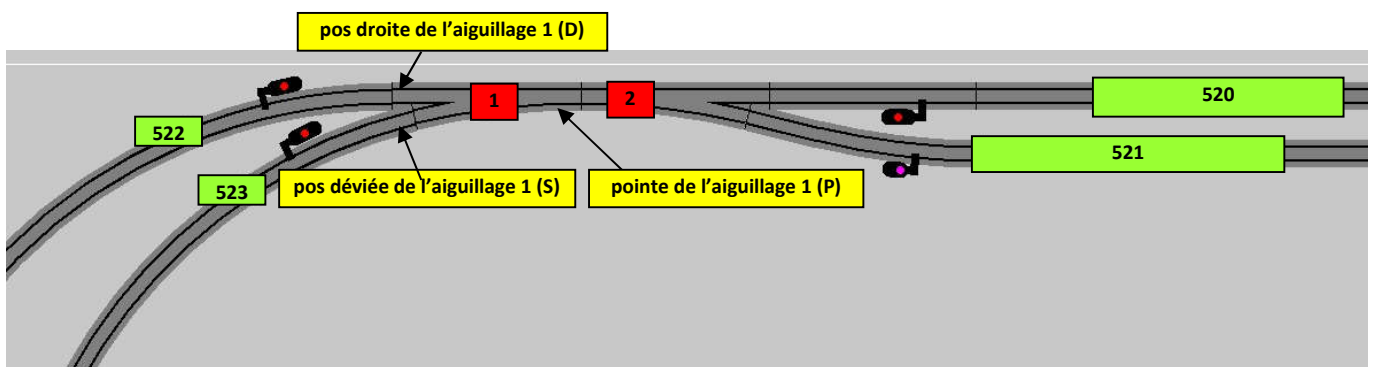 pos droite de l'aiguillage 1 (D)
1
2
520
522
521
523
pos déviée de l'aiguillage 1 (S)
pointe de l'aiguillage 1 (P)